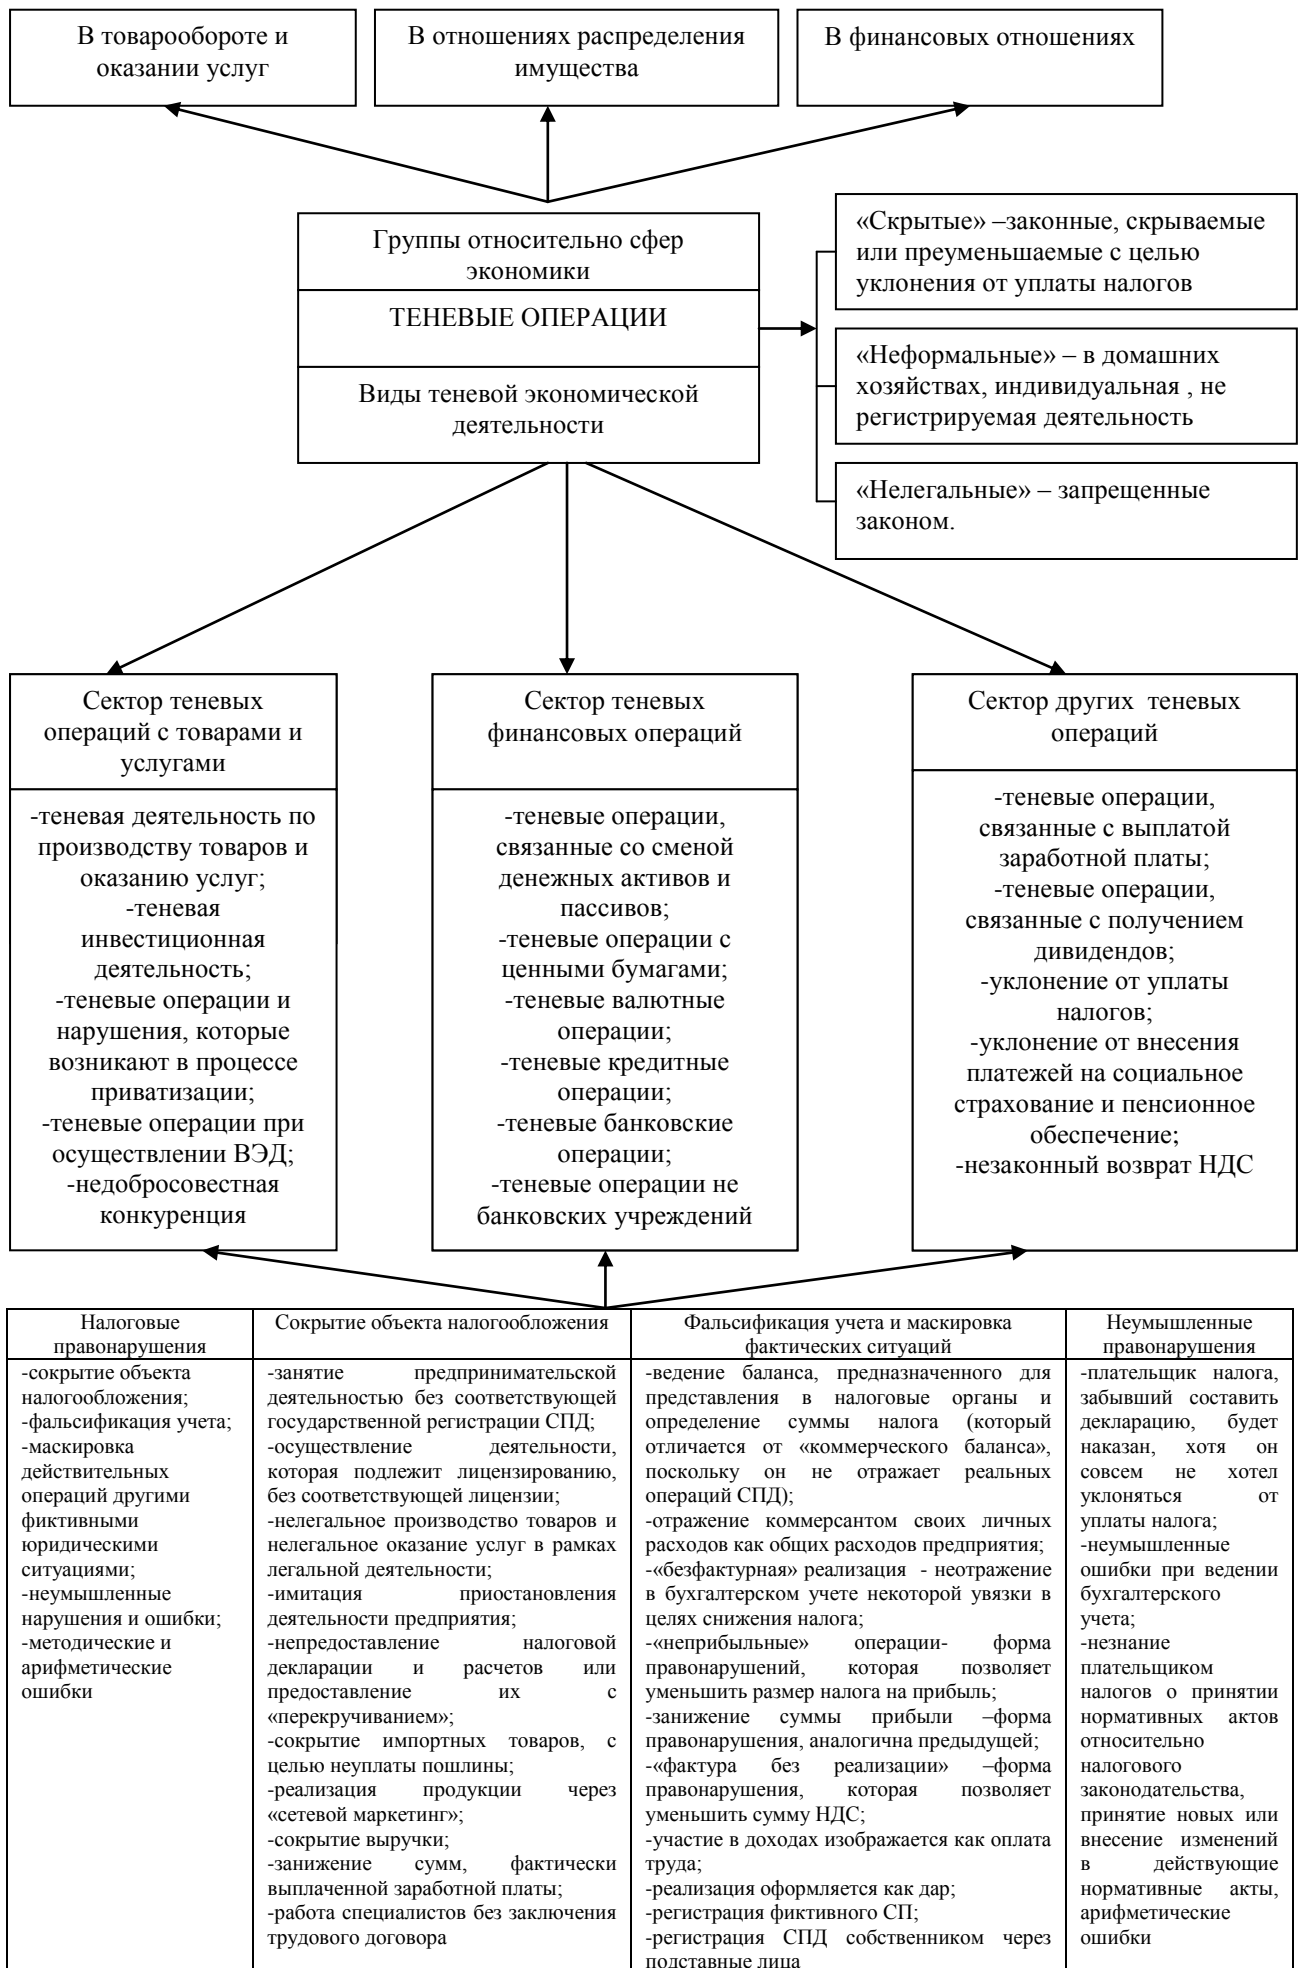 В товарообороте и
оказании услуг
В отношениях распределения
имущества
В финансовых отношениях
Группы относительно сфер
экономики
ТЕНЕВЫЕ ОПЕРАЦИИ
Виды теневой экономической
деятельности
«Скрытые» –законные, скрываемые
или преуменьшаемые с целью
уклонения от уплаты налогов
«Неформальные» – в домашних
хозяйствах, индивидуальная , не
регистрируемая деятельность
«Нелегальные» – запрещенные
законом.
Сектор теневых
операций с товарами и
услугами
-теневая деятельность по
производству товаров и
оказанию услуг;
-теневая
инвестиционная
деятельность;
-теневые операции и
нарушения, которые
возникают в процессе
приватизации;
-теневые операции при
осуществлении ВЭД;
-недобросовестная
конкуренция
Сектор теневых
финансовых операций
-теневые операции,
связанные со сменой
денежных активов и
пассивов;
-теневые операции с
ценными бумагами;
-теневые валютные
операции;
-теневые кредитные
операции;
-теневые банковские
операции;
-теневые операции не
банковских учреждений
Сектор других теневых
операций
-теневые операции,
связанные с выплатой
заработной платы;
-теневые операции,
связанные с получением
дивидендов;
-уклонение от уплаты
налогов;
-уклонение от внесения
платежей на социальное
страхование и пенсионное
обеспечение;
-незаконный возврат НДС
Налоговые
правонарушения
-сокрытие объекта
налогообложения;
-фальсификация учета;
-маскировка
действительных
операций другими
фиктивными
юридическими
ситуациями;
-неумышленные
нарушения и ошибки;
-методические и
арифметические
ошибки
Сокрытие объекта налогообложения
-занятие предпринимательской
деятельностью без соответствующей
государственной регистрации СПД;
-осуществление деятельности,
которая подлежит лицензированию,
без соответствующей лицензии;
-нелегальное производство товаров и
нелегальное оказание услуг в рамках
легальной деятельности;
-имитация приостановления
деятельности предприятия;
-непредоставление налоговой
декларации и расчетов или
предоставление их с
«перекручиванием»;
-сокрытие импортных товаров, с
целью неуплаты пошлины;
-реализация продукции через
«сетевой маркетинг»;
-сокрытие выручки;
-занижение сумм, фактически
выплаченной заработной платы;
-работа специалистов без заключения
трудового договора
Фальсификация учета и маскировка
фактических ситуаций
-ведение баланса, предназначенного для
представления в налоговые органы и
определение суммы налога (который
отличается от «коммерческого баланса»,
поскольку он не отражает реальных
операций СПД);
-отражение коммерсантом своих личных
расходов как общих расходов предприятия;
-«безфактурная» реализация - неотражение
в бухгалтерском учете некоторой увязки в
целях снижения налога;
-«неприбыльные» операции- форма
правонарушений, которая позволяет
уменьшить размер налога на прибыль;
-занижение суммы прибыли –форма
правонарушения, аналогична предыдущей;
-«фактура без реализации» –форма
правонарушения, которая позволяет
уменьшить сумму НДС;
-участие в доходах изображается как оплата
труда;
-реализация оформляется как дар;
-регистрация фиктивного СП;
-регистрация СПД собственником через
подставные лица
Неумышленные
правонарушения
-плательщик налога,
забывший составить
декларацию, будет
наказан, хотя он
совсем не хотел
уклоняться от
уплаты налога;
-неумышленные
ошибки при ведении
бухгалтерского
учета;
-незнание
плательщиком
налогов о принятии
нормативных актов
относительно
налогового
законодательства,
принятие новых или
внесение изменений
в действующие
нормативные акты,
арифметические
ошибки